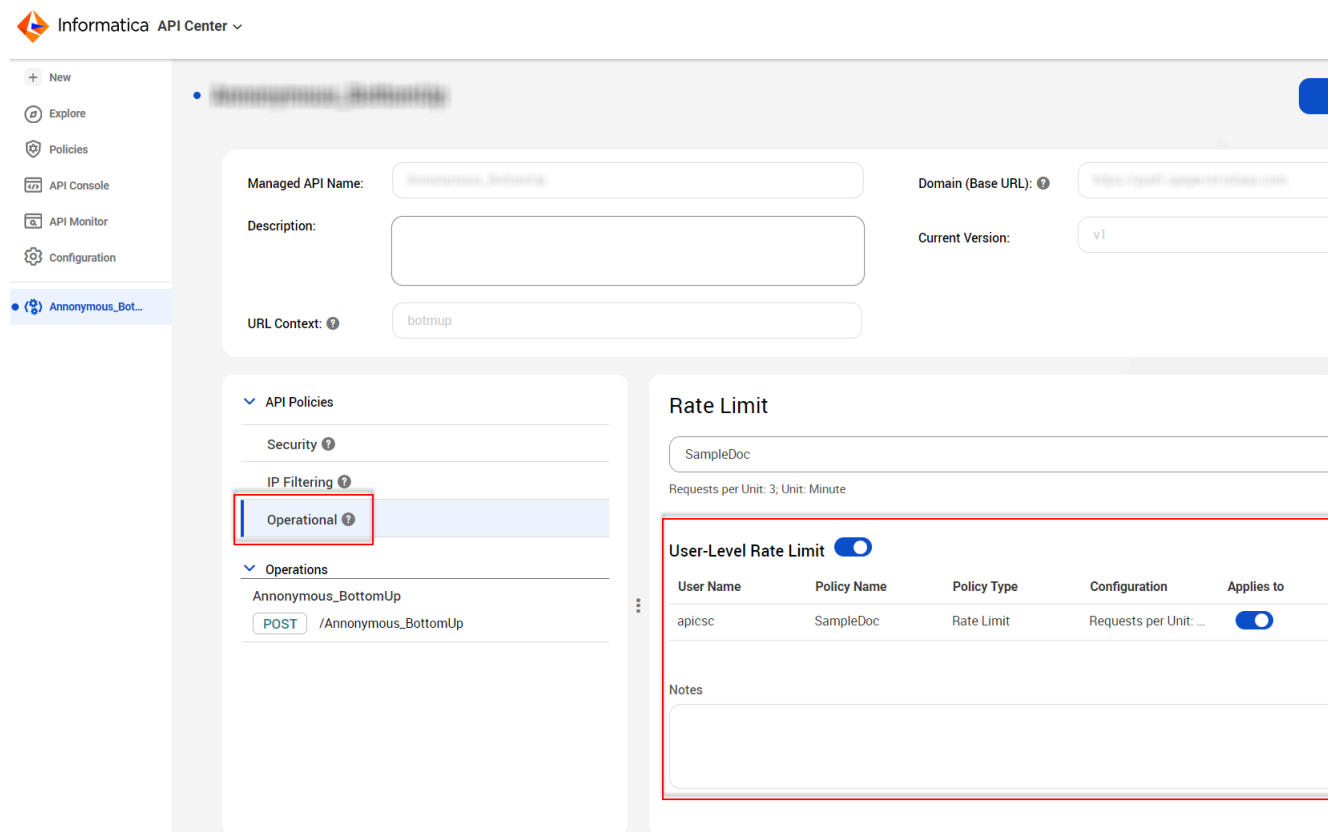 Informatica API Center
New
Explore
Policies
API Console
API Monitor
Configuration
Annonymous_Bot...
Managed API Name:
Domain (Base URL):
Description:
Current Version:
v1
URL Context:
botmup
API Policies
Security
IP Filtering
Operational
Operations
Annonymous_BottomUp
POST /Annonymous_BottomUp
Rate Limit
SampleDoc
Requests per Unit: 3; Unit: Minute
User-Level Rate Limit
User Name Policy Name Policy Type Configuration Applies to
apicsc SampleDoc Rate Limit Requests per Unit: ...
Notes